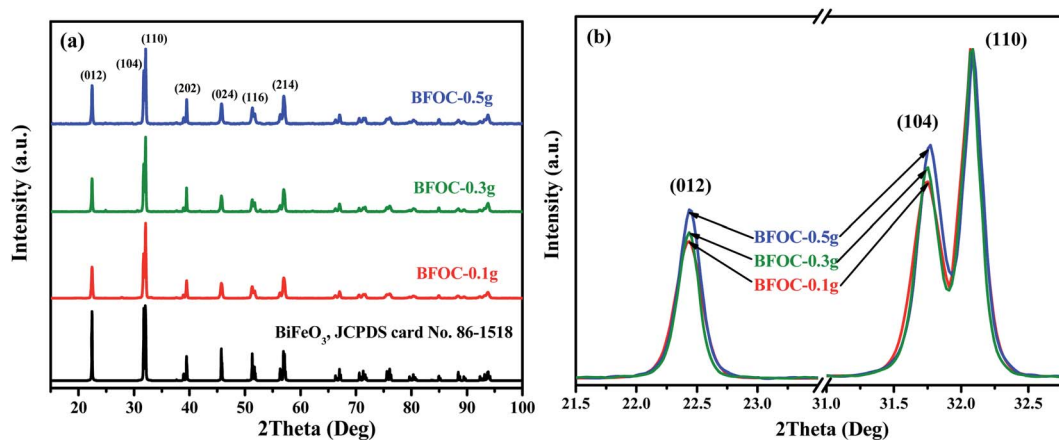 (a)
(110)
(012)
(104)
(202)
(024)
(116)
(214)
BFOC-0.5g
BFOC-0.3g
BFOC-0.1g
BiFeO3, JCPDS card No. 86-1518
Intensity (a.u.)
20 30 40 50 60 70 80 90 100
2Theta (Deg)
(b)
(110)
(104)
(012)
BFOC-0.5g
BFOC-0.3g
BFOC-0.1g
Intensity (a.u.)
21.5 22.0 22.5 23.0 31.0 31.5 32.0 32.5
2Theta (Deg)